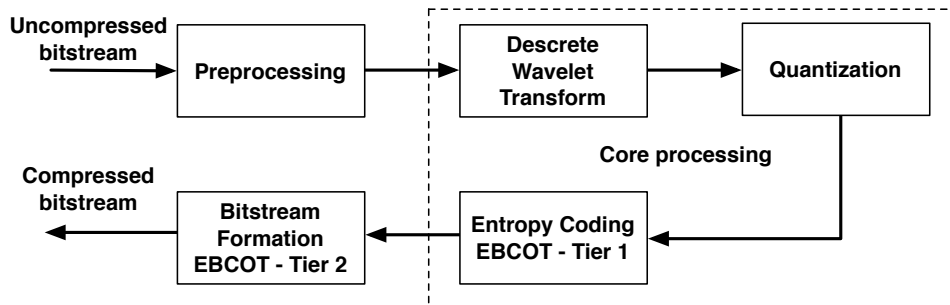 Uncompressed
bitstream
Preprocessing
Descrete
Wavelet
Transform
Quantization
Core processing
Compressed
bitstream
Bitstream
Formation
EBCOT - Tier 2
Entropy Coding
EBCOT - Tier 1